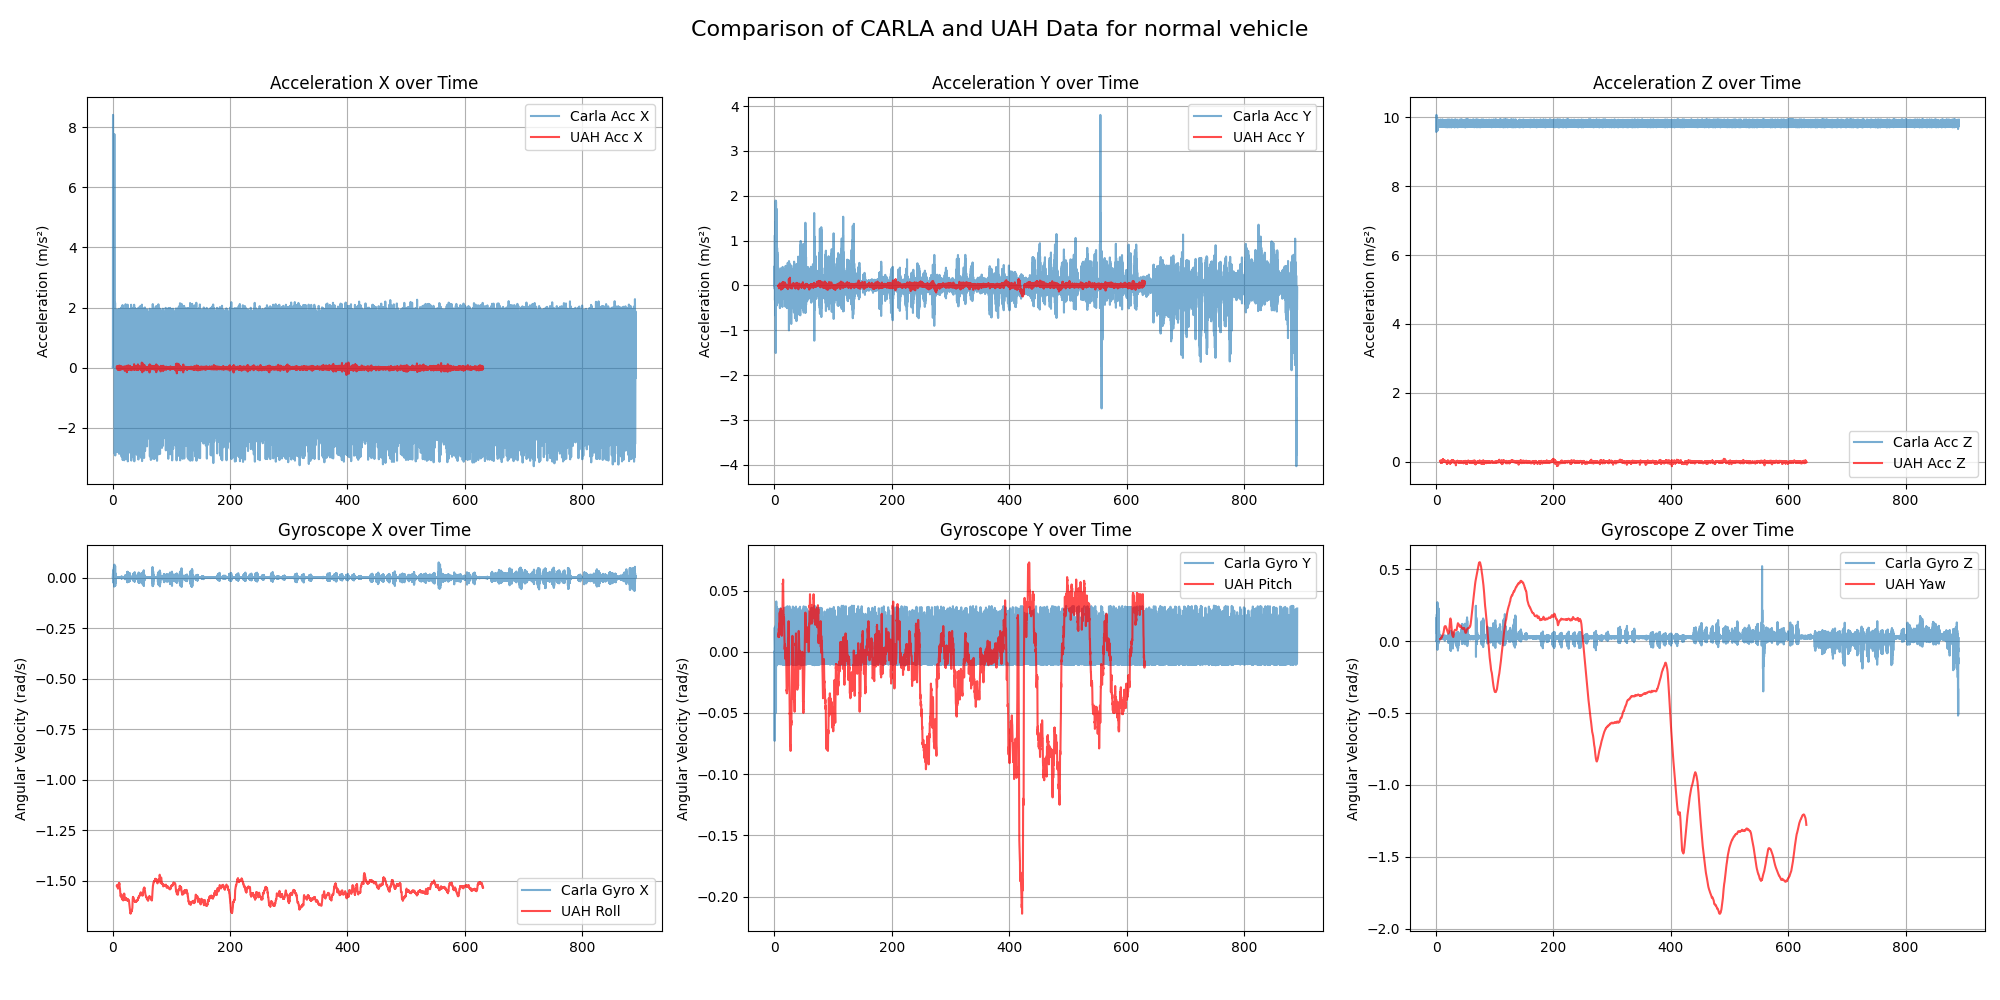 Comparison of CARLA and UAH Data for normal vehicle
Acceleration X over Time
Acceleration (m/s²)
8
6
4
2
0
−2
0 200 400 600 800
Carla Acc X
UAH Acc X
Acceleration Y over Time
Acceleration (m/s²)
4
3
2
1
0
−1
−2
−3
−4
0 200 400 600 800
Carla Acc Y
UAH Acc Y
Acceleration Z over Time
Acceleration (m/s²)
10
8
6
4
2
0
0 200 400 600 800
Carla Acc Z
UAH Acc Z
Gyroscope X over Time
Angular Velocity (rad/s)
0.00
−0.25
−0.50
−0.75
−1.00
−1.25
−1.50
0 200 400 600 800
Carla Gyro X
UAH Roll
Gyroscope Y over Time
Angular Velocity (rad/s)
0.05
0.00
−0.05
−0.10
−0.15
−0.20
0 200 400 600 800
Carla Gyro Y
UAH Pitch
Gyroscope Z over Time
Angular Velocity (rad/s)
0.5
0.0
−0.5
−1.0
−1.5
−2.0
0 200 400 600 800
Carla Gyro Z
UAH Yaw